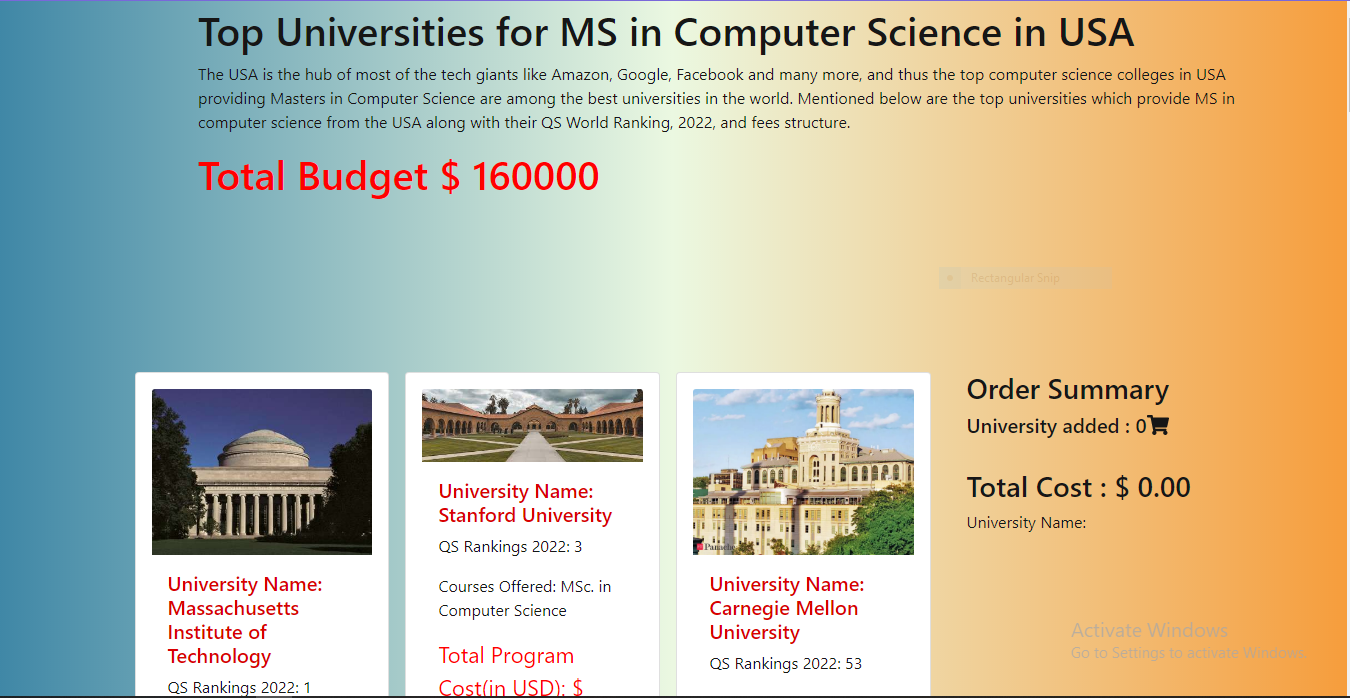 Top Universities for MS in Computer Science in USA
The USA is the hub of most of the tech giants like Amazon, Google, Facebook and many more, and thus the top computer science colleges in USA
providing Masters in Computer Science are among the best universities in the world. Mentioned below are the top universities which provide MS in
computer science from the USA along with their QS World Ranking, 2022, and fees structure.
Total Budget $ 160000
Rectangular Snip
University Name:
Massachusetts
Institute of
Technology
QS Rankings 2022: 1
University Name:
Stanford University
QS Rankings 2022: 3
Courses Offered: MSc. in
Computer Science
Total Program
Cost(in USD): $
Panache
University Name:
Carnegie Mellon
University
QS Rankings 2022: 53
Order Summary
University added : 0
Total Cost : $ 0.00
University Name:
Activate Windows
Go to Settings to activate Windows.